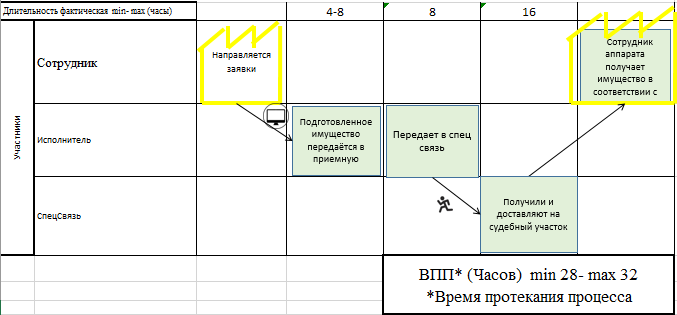 Длительность фактическая min- max (часы)
4-8
8
16
Участники
Сотрудник
Направляется
заявки
Сотрудник
аппарата
получает
имущество в
соответствии с
Исполнитель
Подготовленное
имущество
передаётся в
приемную
Передает в спец
связь
СпецСвязь
Получили и
доставляют на
судебный участок
ВПП* (Часов) min 28- max 32
*Время протекания процесса